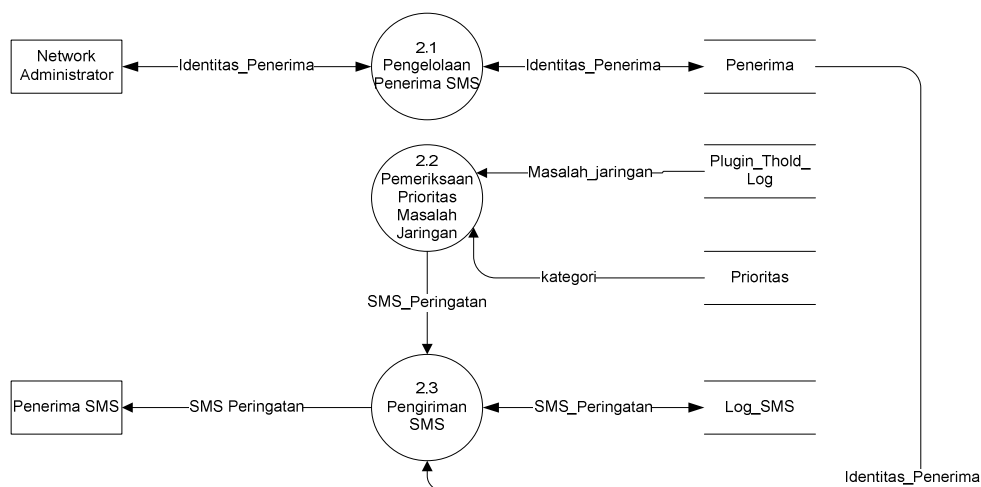 Network
Administrator
Identitas_Penerima
2.1
Pengelolaan
Penerima SMS
Identitas_Penerima
Penerima
2.2
Pemeriksaan
Prioritas
Masalah
Jaringan
Masalah_jaringan
Plugin_Thold_
Log
kategori
Prioritas
SMS_Peringatan
Penerima SMS
SMS Peringatan
2.3
Pengiriman
SMS
SMS_Peringatan
Log_SMS
Identitas_Penerima